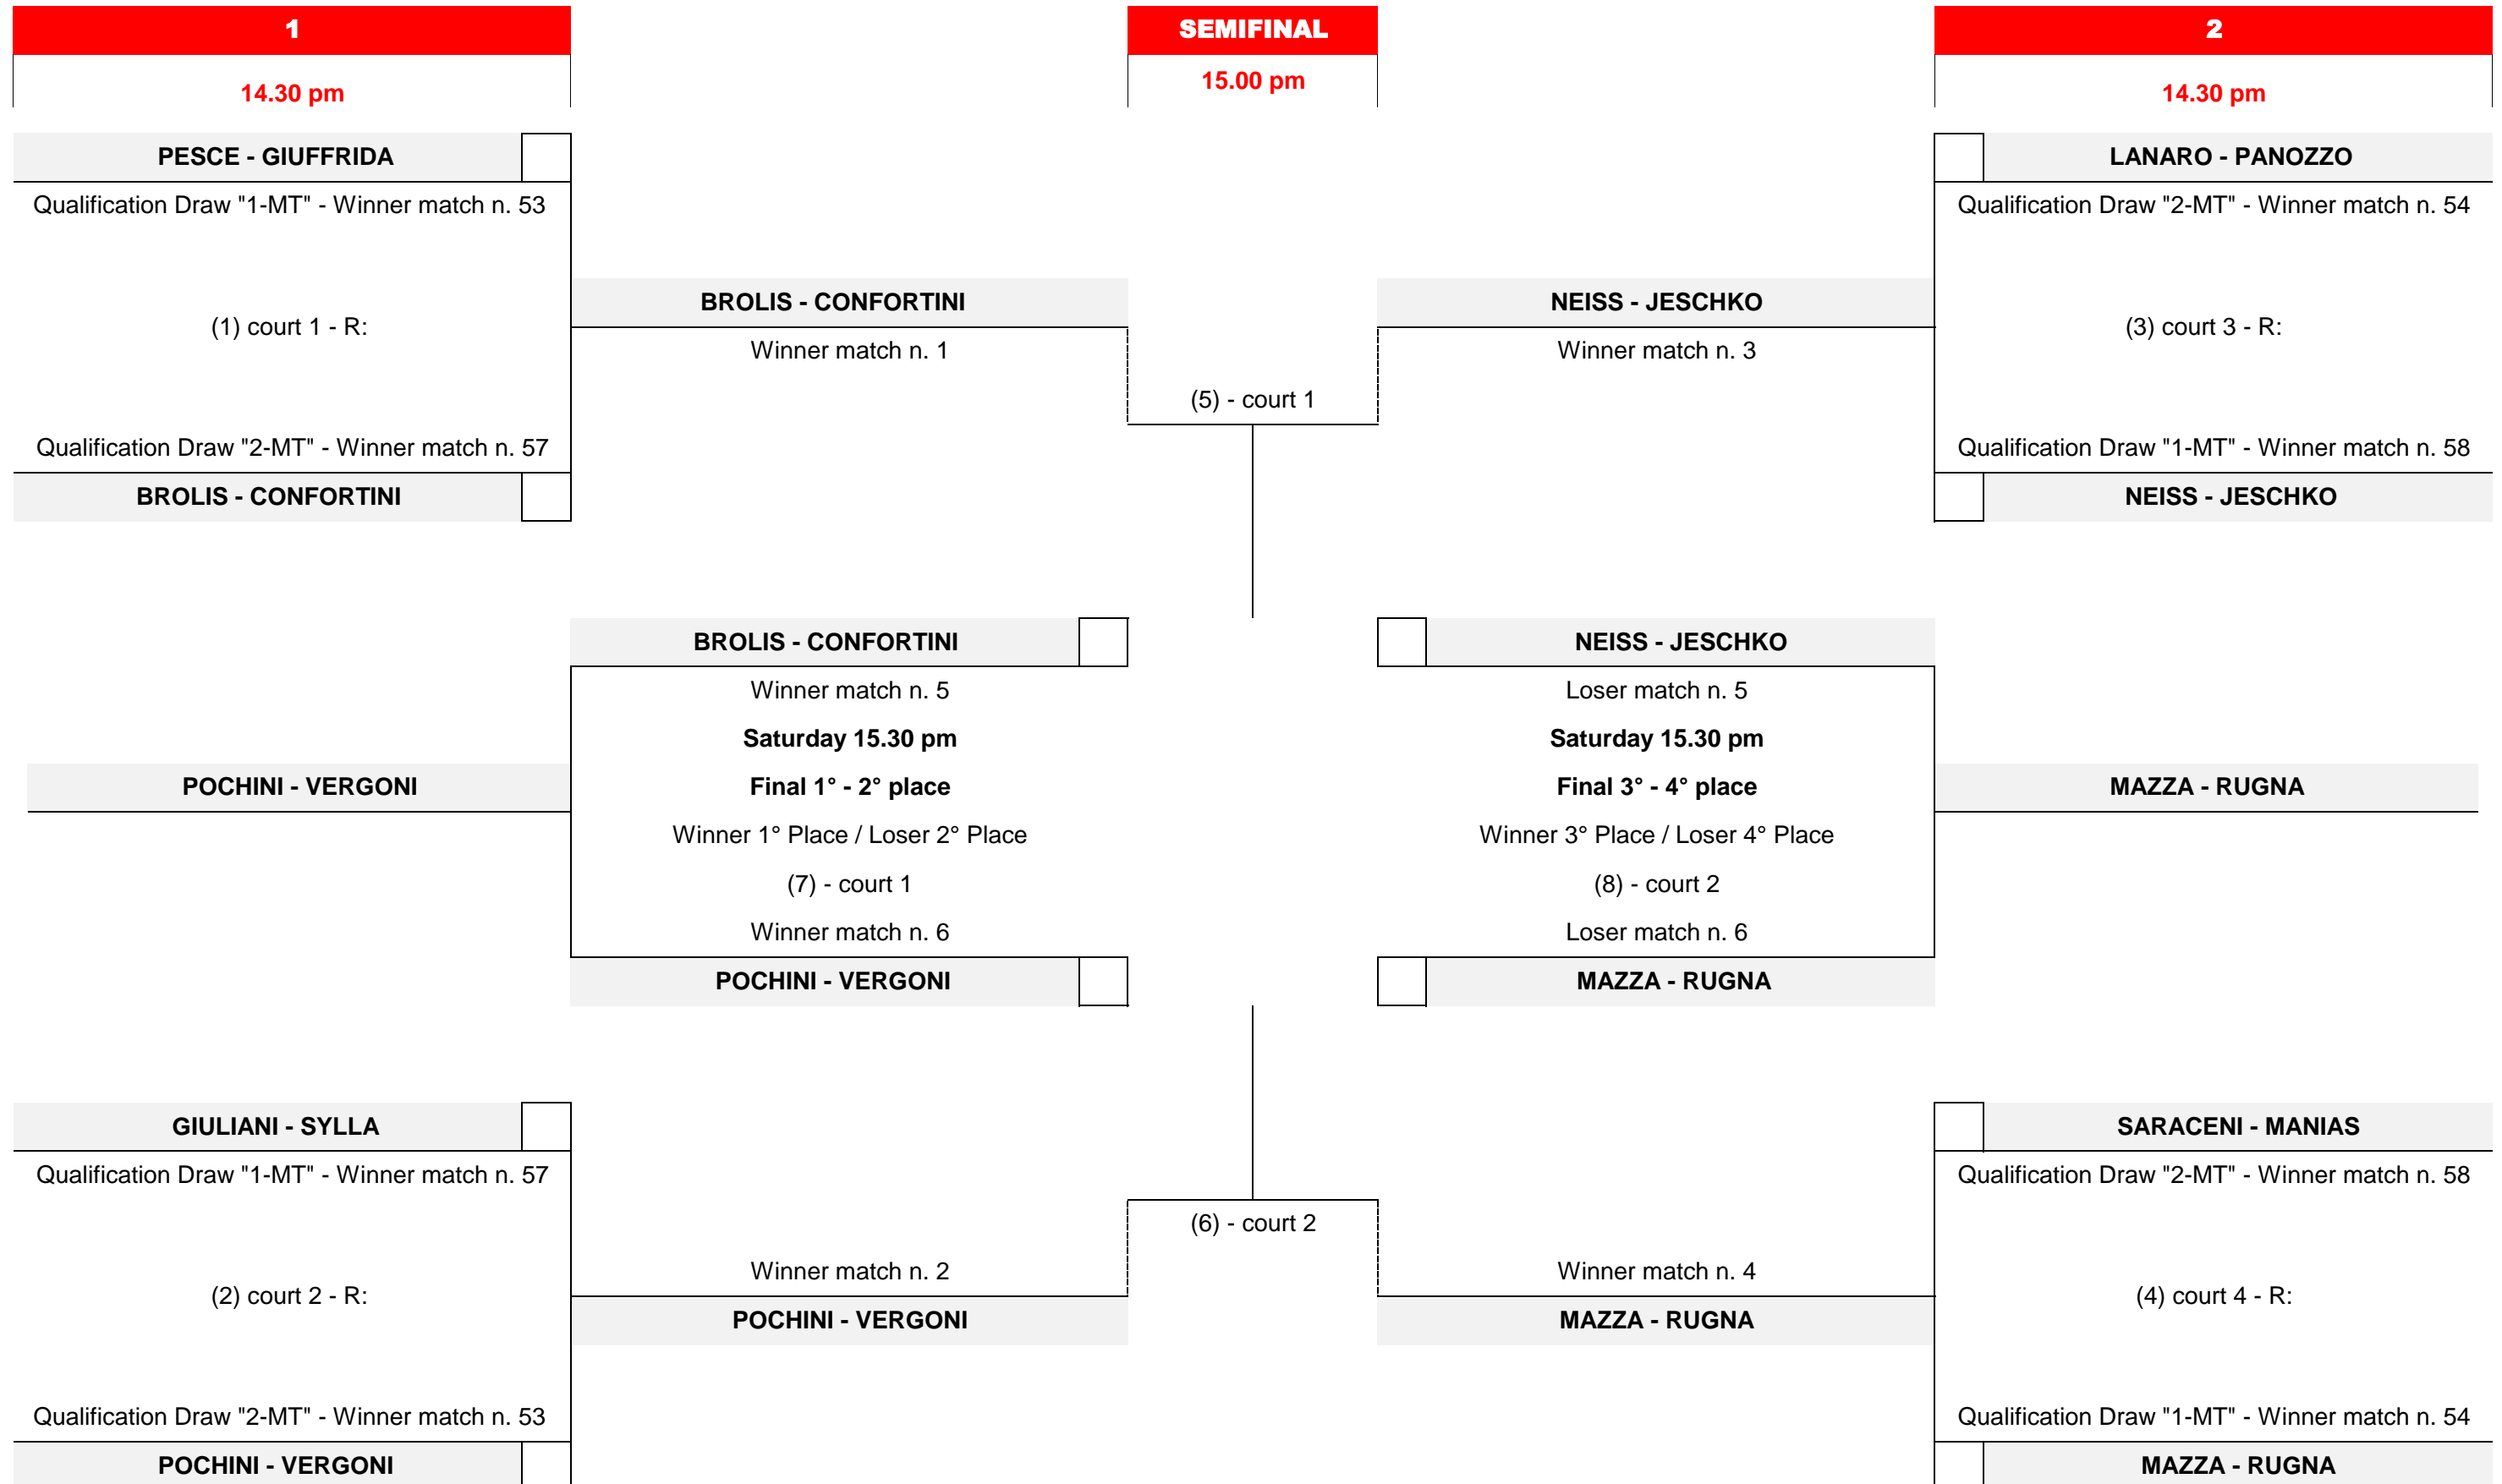 1
SEMIFINAL
2
14.30 pm
15.00 pm
14.30 pm
PESCE - GIUFFRIDA
LANARO - PANOZZO
Qualification Draw "1-MT" - Winner match n. 53
Qualification Draw "2-MT" - Winner match n. 54
BROLIS - CONFORTINI
NEISS - JESCHKO
(1) court 1 - R:
(3) court 3 - R:
Winner match n. 1
Winner match n. 3
(5) - court 1
Qualification Draw "2-MT" - Winner match n. 57
Qualification Draw "1-MT" - Winner match n. 58
BROLIS - CONFORTINI
NEISS - JESCHKO
BROLIS - CONFORTINI
NEISS - JESCHKO
Winner match n. 5
Loser match n. 5
Saturday 15.30 pm
Saturday 15.30 pm
POCHINI - VERGONI
Final 1° - 2° place
Final 3° - 4° place
MAZZA - RUGNA
Winner 1° Place / Loser 2° Place
Winner 3° Place / Loser 4° Place
(7) - court 1
(8) - court 2
Winner match n. 6
Loser match n. 6
POCHINI - VERGONI
MAZZA - RUGNA
GIULIANI - SYLLA
SARACENI - MANIAS
Qualification Draw "1-MT" - Winner match n. 57
Qualification Draw "2-MT" - Winner match n. 58
(6) - court 2
Winner match n. 2
Winner match n. 4
(2) court 2 - R:
(4) court 4 - R:
POCHINI - VERGONI
MAZZA - RUGNA
Qualification Draw "2-MT" - Winner match n. 53
Qualification Draw "1-MT" - Winner match n. 54
POCHINI - VERGONI
MAZZA - RUGNA